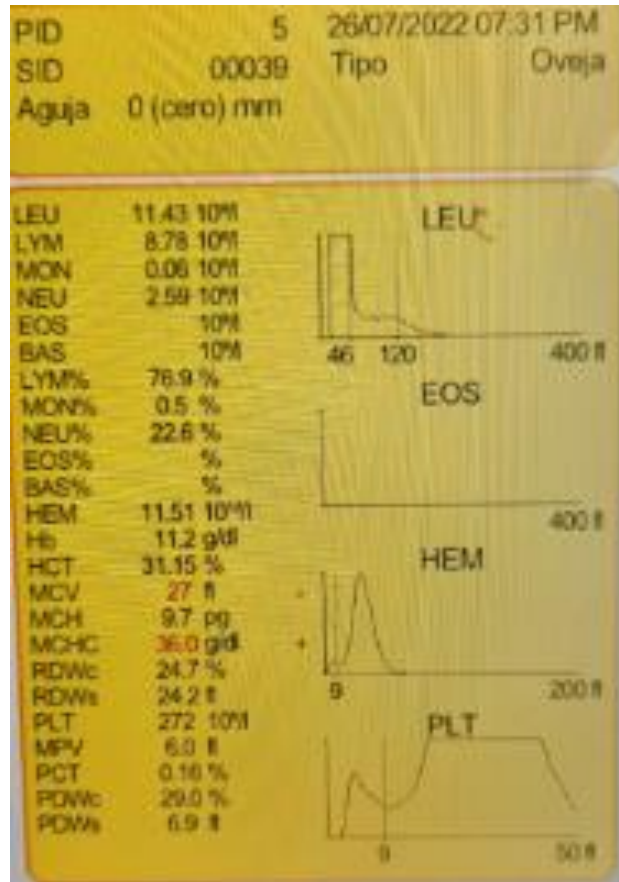 PID 5 26/07/2022 07:31 PM
SID 00039 Tipo Oveja
Aguja 0 (cero) mm
LEU 11.43 10⁹/l
LYM 8.78 10⁹/l
MON 0.06 10⁹/l
NEU 2.59 10⁹/l
EOS 10⁹/l
BAS 10⁹/l
LYM% 76.9 %
MON% 0.5 %
NEU% 22.6 %
EOS% %
BAS% %
HEM 11.51 10¹²/l
Hb 11.2 g/dl
HCT 31.15 %
MCV 27 fl -
MCH 9.7 pg
MCHC 36.0 g/dl +
RDWc 24.7 %
RDWs 24.2 fl
PLT 272 10⁹/l
MPV 6.0 fl
PCT 0.16 %
PDWc 29.0 %
PDWs 6.9 fl
LEU
46 120 400 fl
EOS
400 fl
HEM
9 200 fl
PLT
9 50 fl